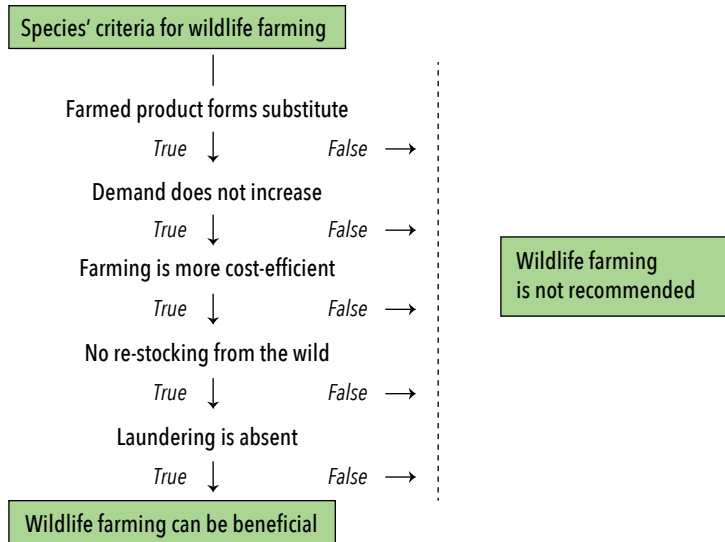 Species’ criteria for wildlife farming
Farmed product forms substitute
True False
Demand does not increase
True False
Farming is more cost-efficient
True False
No re-stocking from the wild
True False
Laundering is absent
True False
Wildlife farming can be beneficial
Wildlife farming
is not recommended